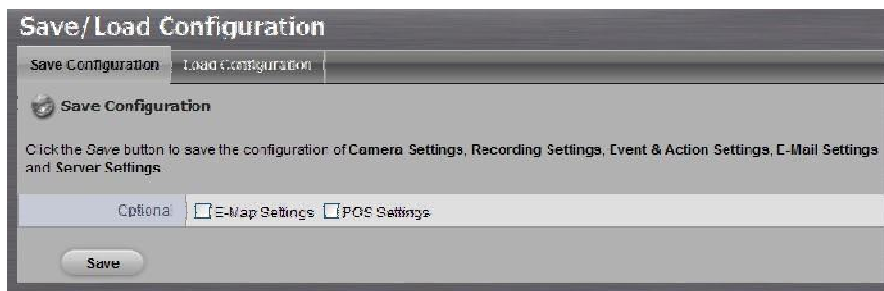 Save/Load Configuration
Save Configuration Load Configuration
Save Configuration
Click the Save button to save the configuration of Camera Settings, Recording Settings, Event & Action Settings, E-Mail Settings
and Server Settings
Optional E-Map Settings POS Settings
Save